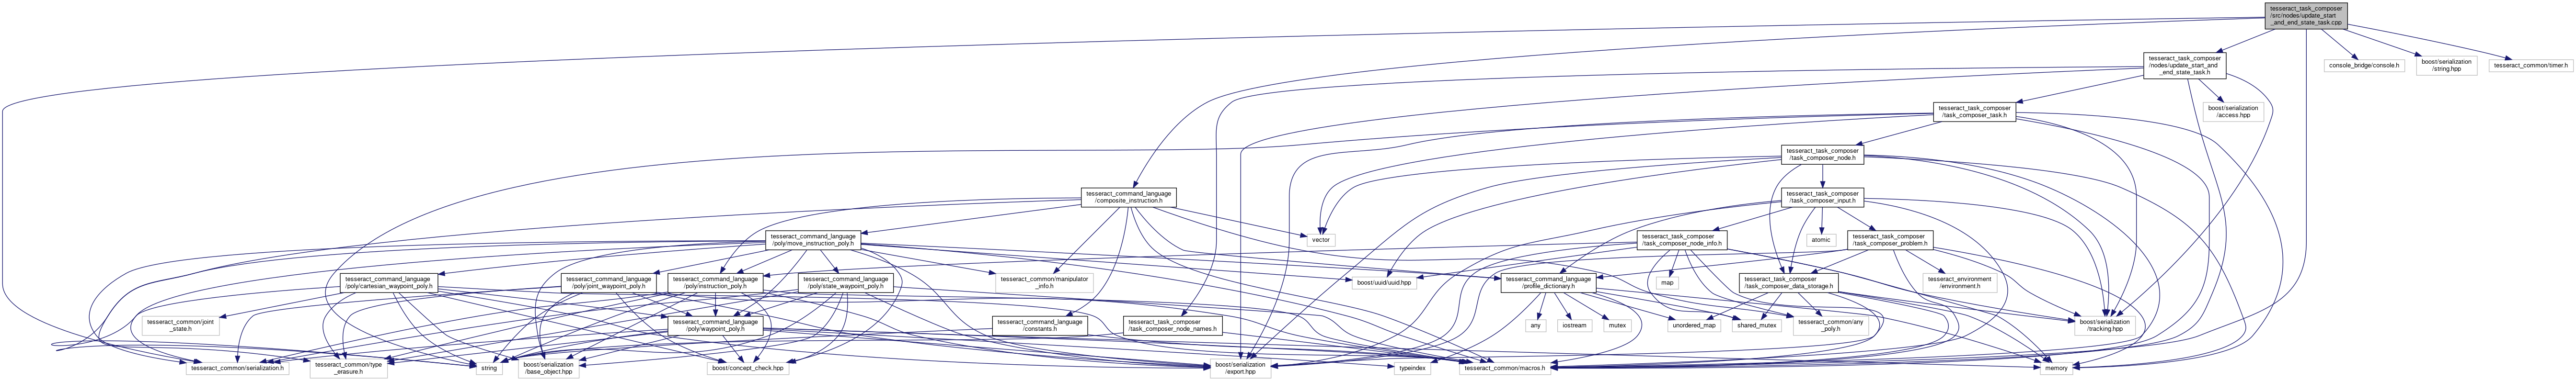 tesseract_task_composer
/src/nodes/update_start
_and_end_state_task.cpp
tesseract_task_composer
/nodes/update_start_and
_end_state_task.h
console_bridge/console.h
boost/serialization
/string.hpp
tesseract_common/timer.h
tesseract_task_composer
/task_composer_task.h
boost/serialization
/access.hpp
tesseract_task_composer
/task_composer_node.h
tesseract_command_language
/composite_instruction.h
tesseract_task_composer
/task_composer_input.h
tesseract_command_language
/poly/move_instruction_poly.h
vector
tesseract_task_composer
/task_composer_node_info.h
atomic
tesseract_task_composer
/task_composer_problem.h
tesseract_command_language
/poly/cartesian_waypoint_poly.h
tesseract_command_language
/poly/joint_waypoint_poly.h
tesseract_command_language
/poly/instruction_poly.h
tesseract_command_language
/poly/state_waypoint_poly.h
tesseract_common/manipulator
_info.h
boost/uuid/uuid.hpp
tesseract_command_language
/profile_dictionary.h
map
tesseract_task_composer
/task_composer_data_storage.h
tesseract_environment
/environment.h
tesseract_common/joint
_state.h
tesseract_command_language
/poly/waypoint_poly.h
tesseract_command_language
/constants.h
tesseract_task_composer
/task_composer_node_names.h
any
iostream
mutex
unordered_map
shared_mutex
tesseract_common/any
_poly.h
boost/serialization
/tracking.hpp
tesseract_common/serialization.h
tesseract_common/type
_erasure.h
string
boost/serialization
/base_object.hpp
boost/concept_check.hpp
boost/serialization
/export.hpp
typeindex
tesseract_common/macros.h
memory